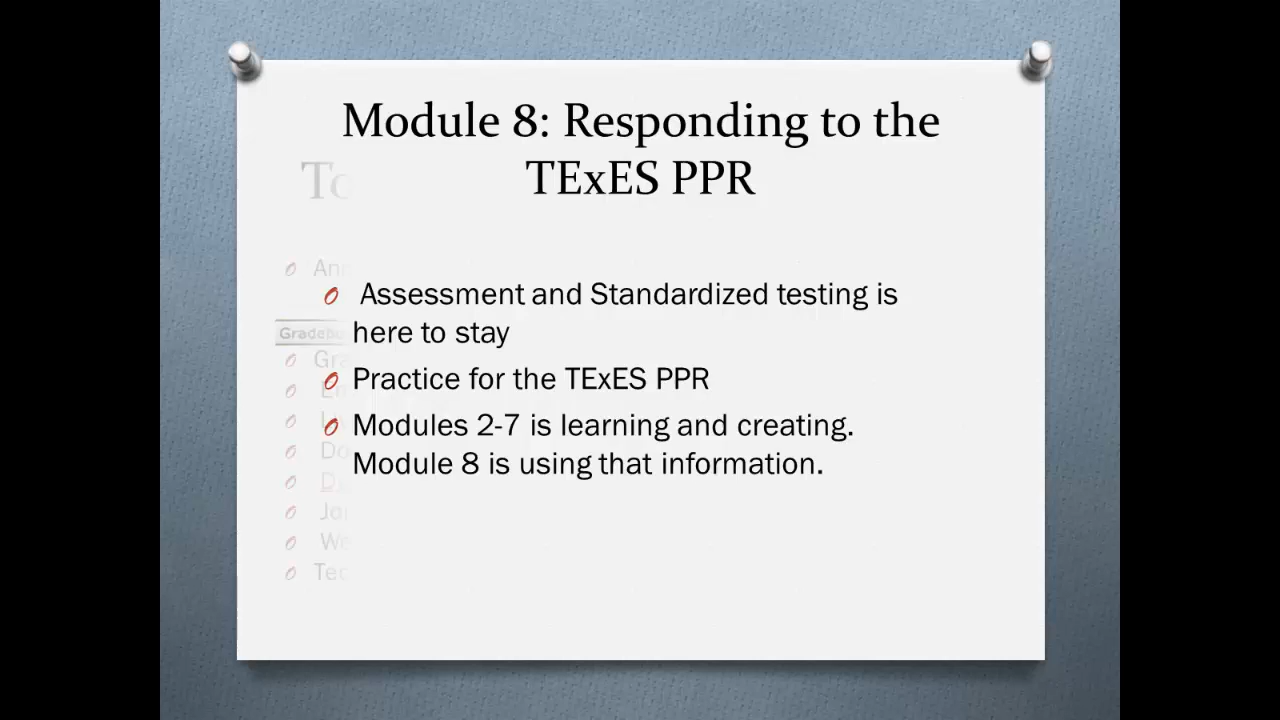 Module 8: Responding to the
TExES PPR
Assessment and Standardized testing is
here to stay
Practice for the TExES PPR
Modules 2-7 is learning and creating.
Module 8 is using that information.